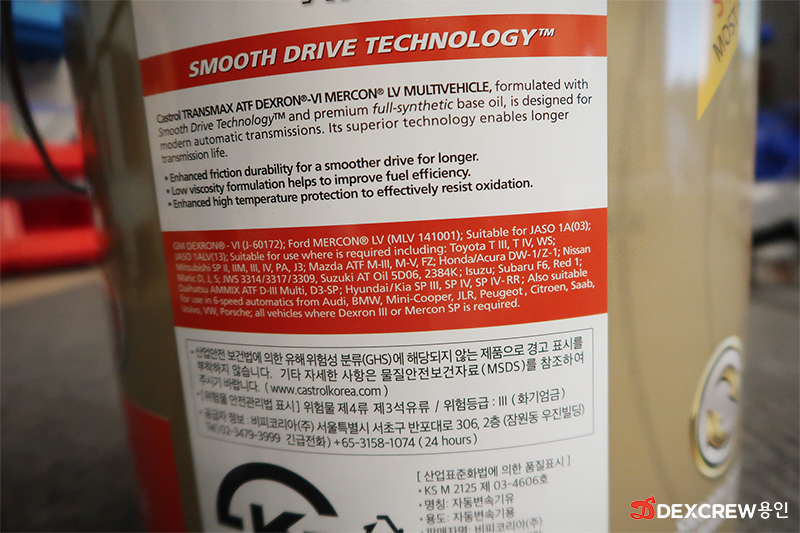 SMOOTH DRIVE TECHNOLOGY™
Castrol TRANSMAX ATF DEXRON®-VI MERCON® LV MULTIVEHICLE, formulated with
Smooth Drive Technology™ and premium full-synthetic base oil, is designed for
modern automatic transmissions. Its superior technology enables longer
transmission life.
• Enhanced friction durability for a smoother drive for longer.
• Low viscosity formulation helps to improve fuel efficiency.
• Enhanced high temperature protection to effectively resist oxidation.
GM DEXRON®-VI (J-60172); Ford MERCON® LV (MLV 141001); Suitable for JASO 1A(03);
JASO 1ALV(13); Suitable for use where is required including: Toyota T III, T IV, WS;
Mitsubishi SP II, IIM, III, IV, PA, J3; Mazda ATF M-III, M-V, FZ; Honda/Acura DW-1/Z-1; Nissan
Matic D, J, S; JWS 3314/3317/3309, Suzuki AT Oil 5D06, 2384K; Isuzu; Subaru F6, Red 1;
Daihatsu AMMIX ATF D-III Multi, D3-SP; Hyundai/Kia SP III, SP IV, SP IV-RR; Also suitable
for use in 6-speed automatics from Audi, BMW, Mini-Cooper, JLR, Peugeot, Citroen, Saab,
Volvo, VW, Porsche; all vehicles where Dexron III or Mercon SP is required.
• 산업안전 보건법에 의한 유해위험성 분류(GHS)에 해당되지 않는 제품으로 경고 표시를
부착하지 않습니다. 기타 자세한 사항은 물질안전보건자료(MSDS)를 참조하여
주시기 바랍니다. (www.castrolkorea.com)
• [위험물 안전관리법 표시] 위험물 제4류 제3석유류 / 위험등급 : III (화기엄금)
• 공급자 정보 : 비피코리아(주) 서울특별시 서초구 반포대로 306, 2층 (잠원동 우진빌딩)
Tel)02-3479-3999 긴급전화) +65-3158-1074 (24 hours)
[ 산업표준화법에 의한 품질표시 ]
• KS M 2125 제 03-4606호
• 명칭: 자동변속기유
• 용도: 자동변속기용
• 판매자명: 비피코리아(주)
MOST
DEXCREW용인